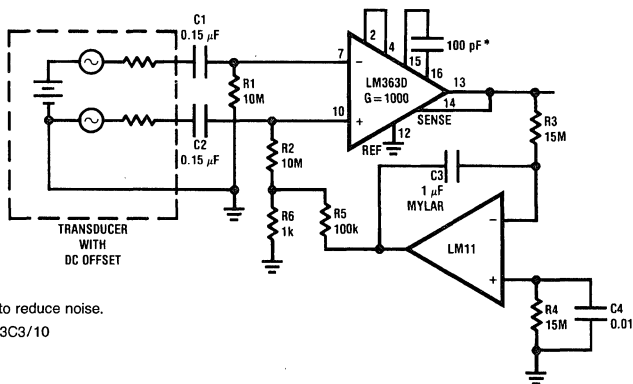 C1
0.15 μF
2
4
15
100 pF*
16
7
−
LM363D
G = 1000
13
14
SENSE
R1
10M
10
+
12
REF
C2
0.15 μF
R2
10M
R3
15M
C3
1 μF
MYLAR
R6
1k
R5
100k
−
LM11
+
TRANSDUCER
WITH
DC OFFSET
R4
15M
C4
0.01
to reduce noise.
3C3/10